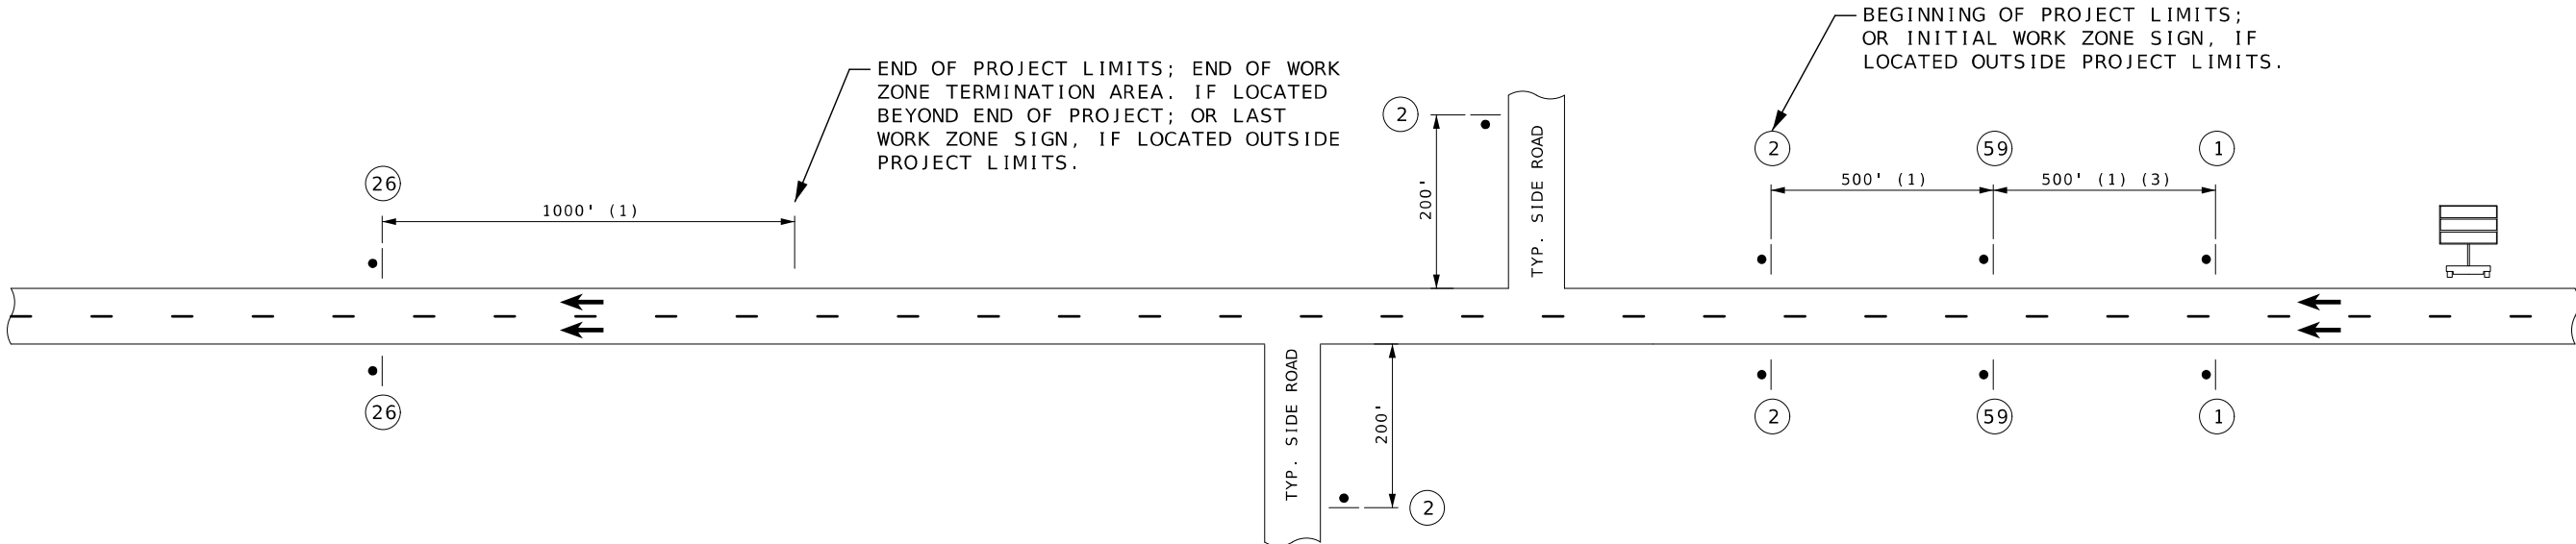 BEGINNING OF PROJECT LIMITS;
OR INITIAL WORK ZONE SIGN, IF
LOCATED OUTSIDE PROJECT LIMITS.
END OF PROJECT LIMITS; END OF WORK
ZONE TERMINATION AREA. IF LOCATED
BEYOND END OF PROJECT; OR LAST
WORK ZONE SIGN, IF LOCATED OUTSIDE
PROJECT LIMITS.
2
2
59
1
26
500' (1)
500' (1) (3)
1000' (1)
200'
TYP. SIDE ROAD
TYP. SIDE ROAD
200'
26
2
59
1
2